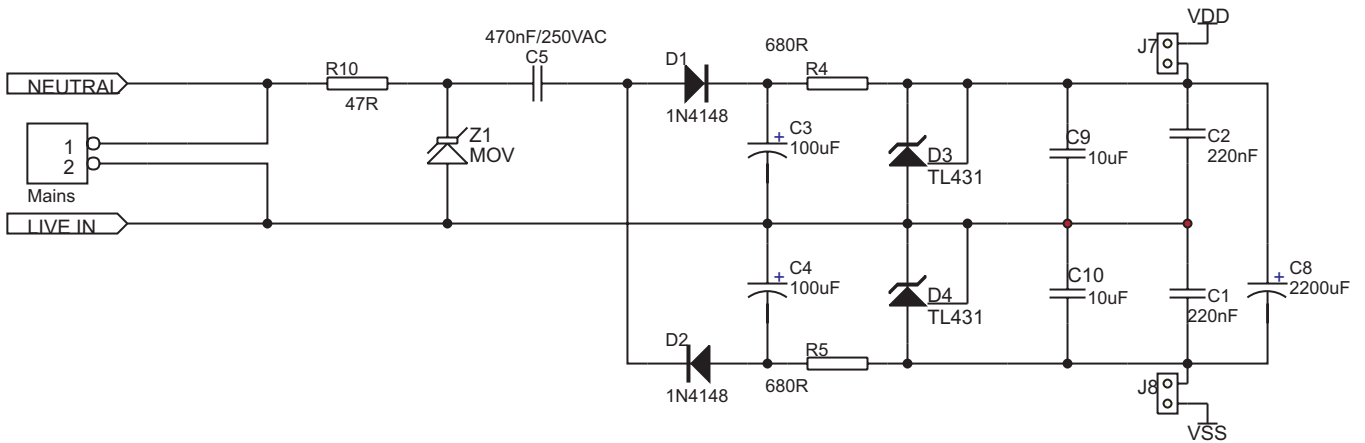 VDD
J7
470nF/250VAC
C5
680R
D1
R4
R10
NEUTRAL
47R
1N4148
Z1
MOV
+
C3
100uF
D3
TL431
C9
10uF
C2
220nF
1
2
Mains
LIVE IN
+
C4
100uF
D4
TL431
C10
10uF
C1
220nF
+
C8
2200uF
D2
R5
1N4148
680R
J8
VSS